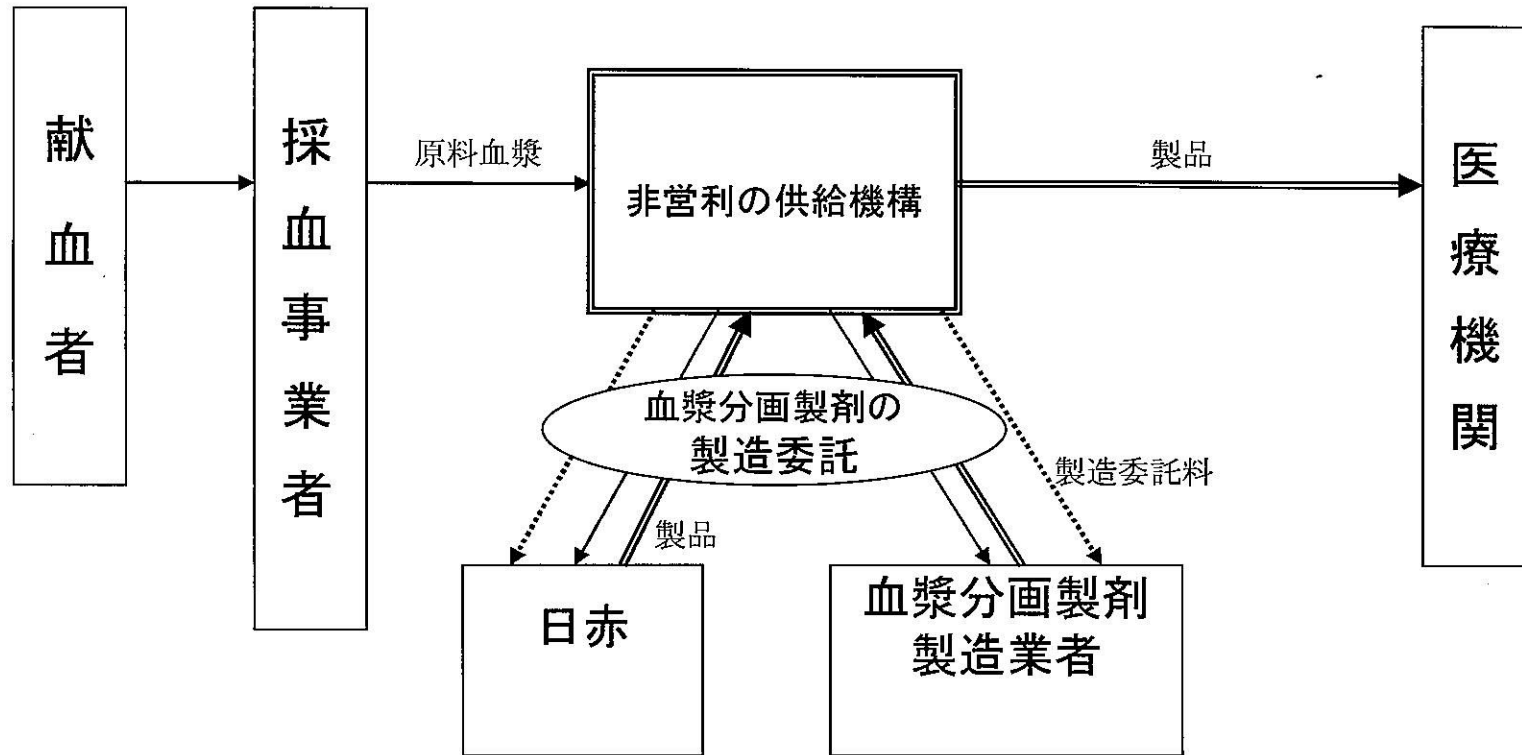 献血者
採血事業者
原料血漿
非営利の供給機構
製品
医療機関
血漿分画製剤の
製造委託
製造委託料
製品
日赤
血漿分画製剤
製造業者